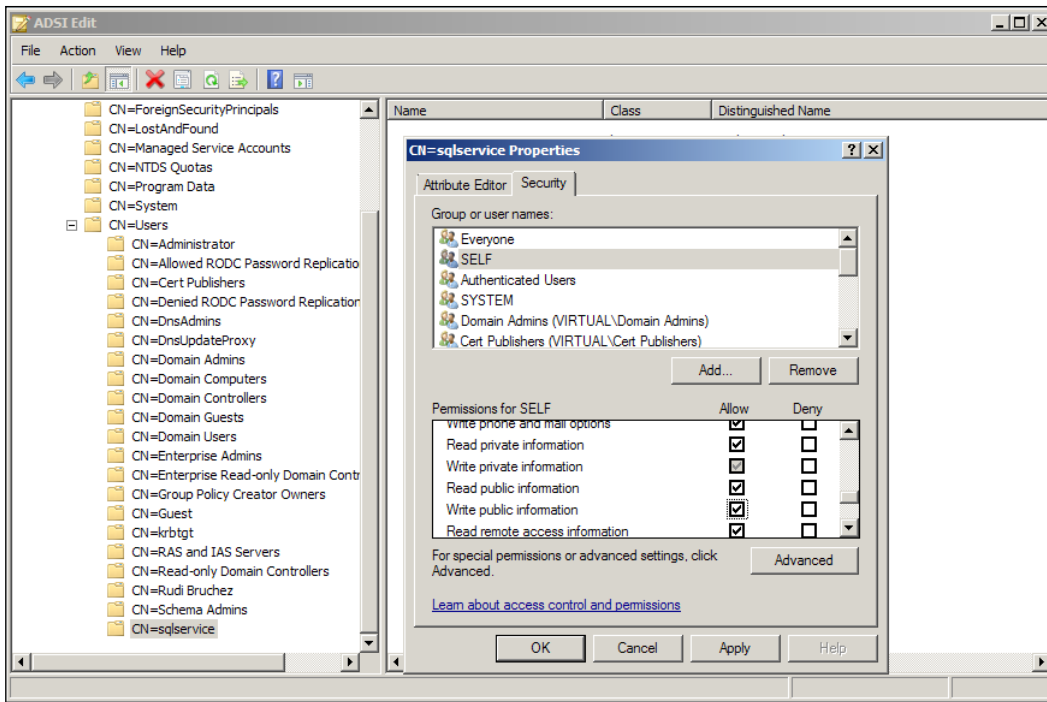 ADSI Edit
File Action View Help
CN=ForeignSecurityPrincipals
CN=LostAndFound
CN=Managed Service Accounts
CN=NTDS Quotas
CN=Program Data
CN=System
CN=Users
CN=Administrator
CN=Allowed RODC Password Replicatio
CN=Cert Publishers
CN=Denied RODC Password Replication
CN=DnsAdmins
CN=DnsUpdateProxy
CN=Domain Admins
CN=Domain Computers
CN=Domain Controllers
CN=Domain Guests
CN=Domain Users
CN=Enterprise Admins
CN=Enterprise Read-only Domain Contr
CN=Group Policy Creator Owners
CN=Guest
CN=krbtgt
CN=RAS and IAS Servers
CN=Read-only Domain Controllers
CN=Rudi Bruchez
CN=Schema Admins
CN=sqlservice
Name Class Distinguished Name
CN=sqlservice Properties
Attribute Editor Security
Group or user names:
Everyone
SELF
Authenticated Users
SYSTEM
Domain Admins (VIRTUAL\Domain Admins)
Cert Publishers (VIRTUAL\Cert Publishers)
Add... Remove
Permissions for SELF Allow Deny
Write phone and mail options
Read private information
Write private information
Read public information
Write public information
Read remote access information
For special permissions or advanced settings, click
Advanced.
Advanced
Learn about access control and permissions
OK Cancel Apply Help